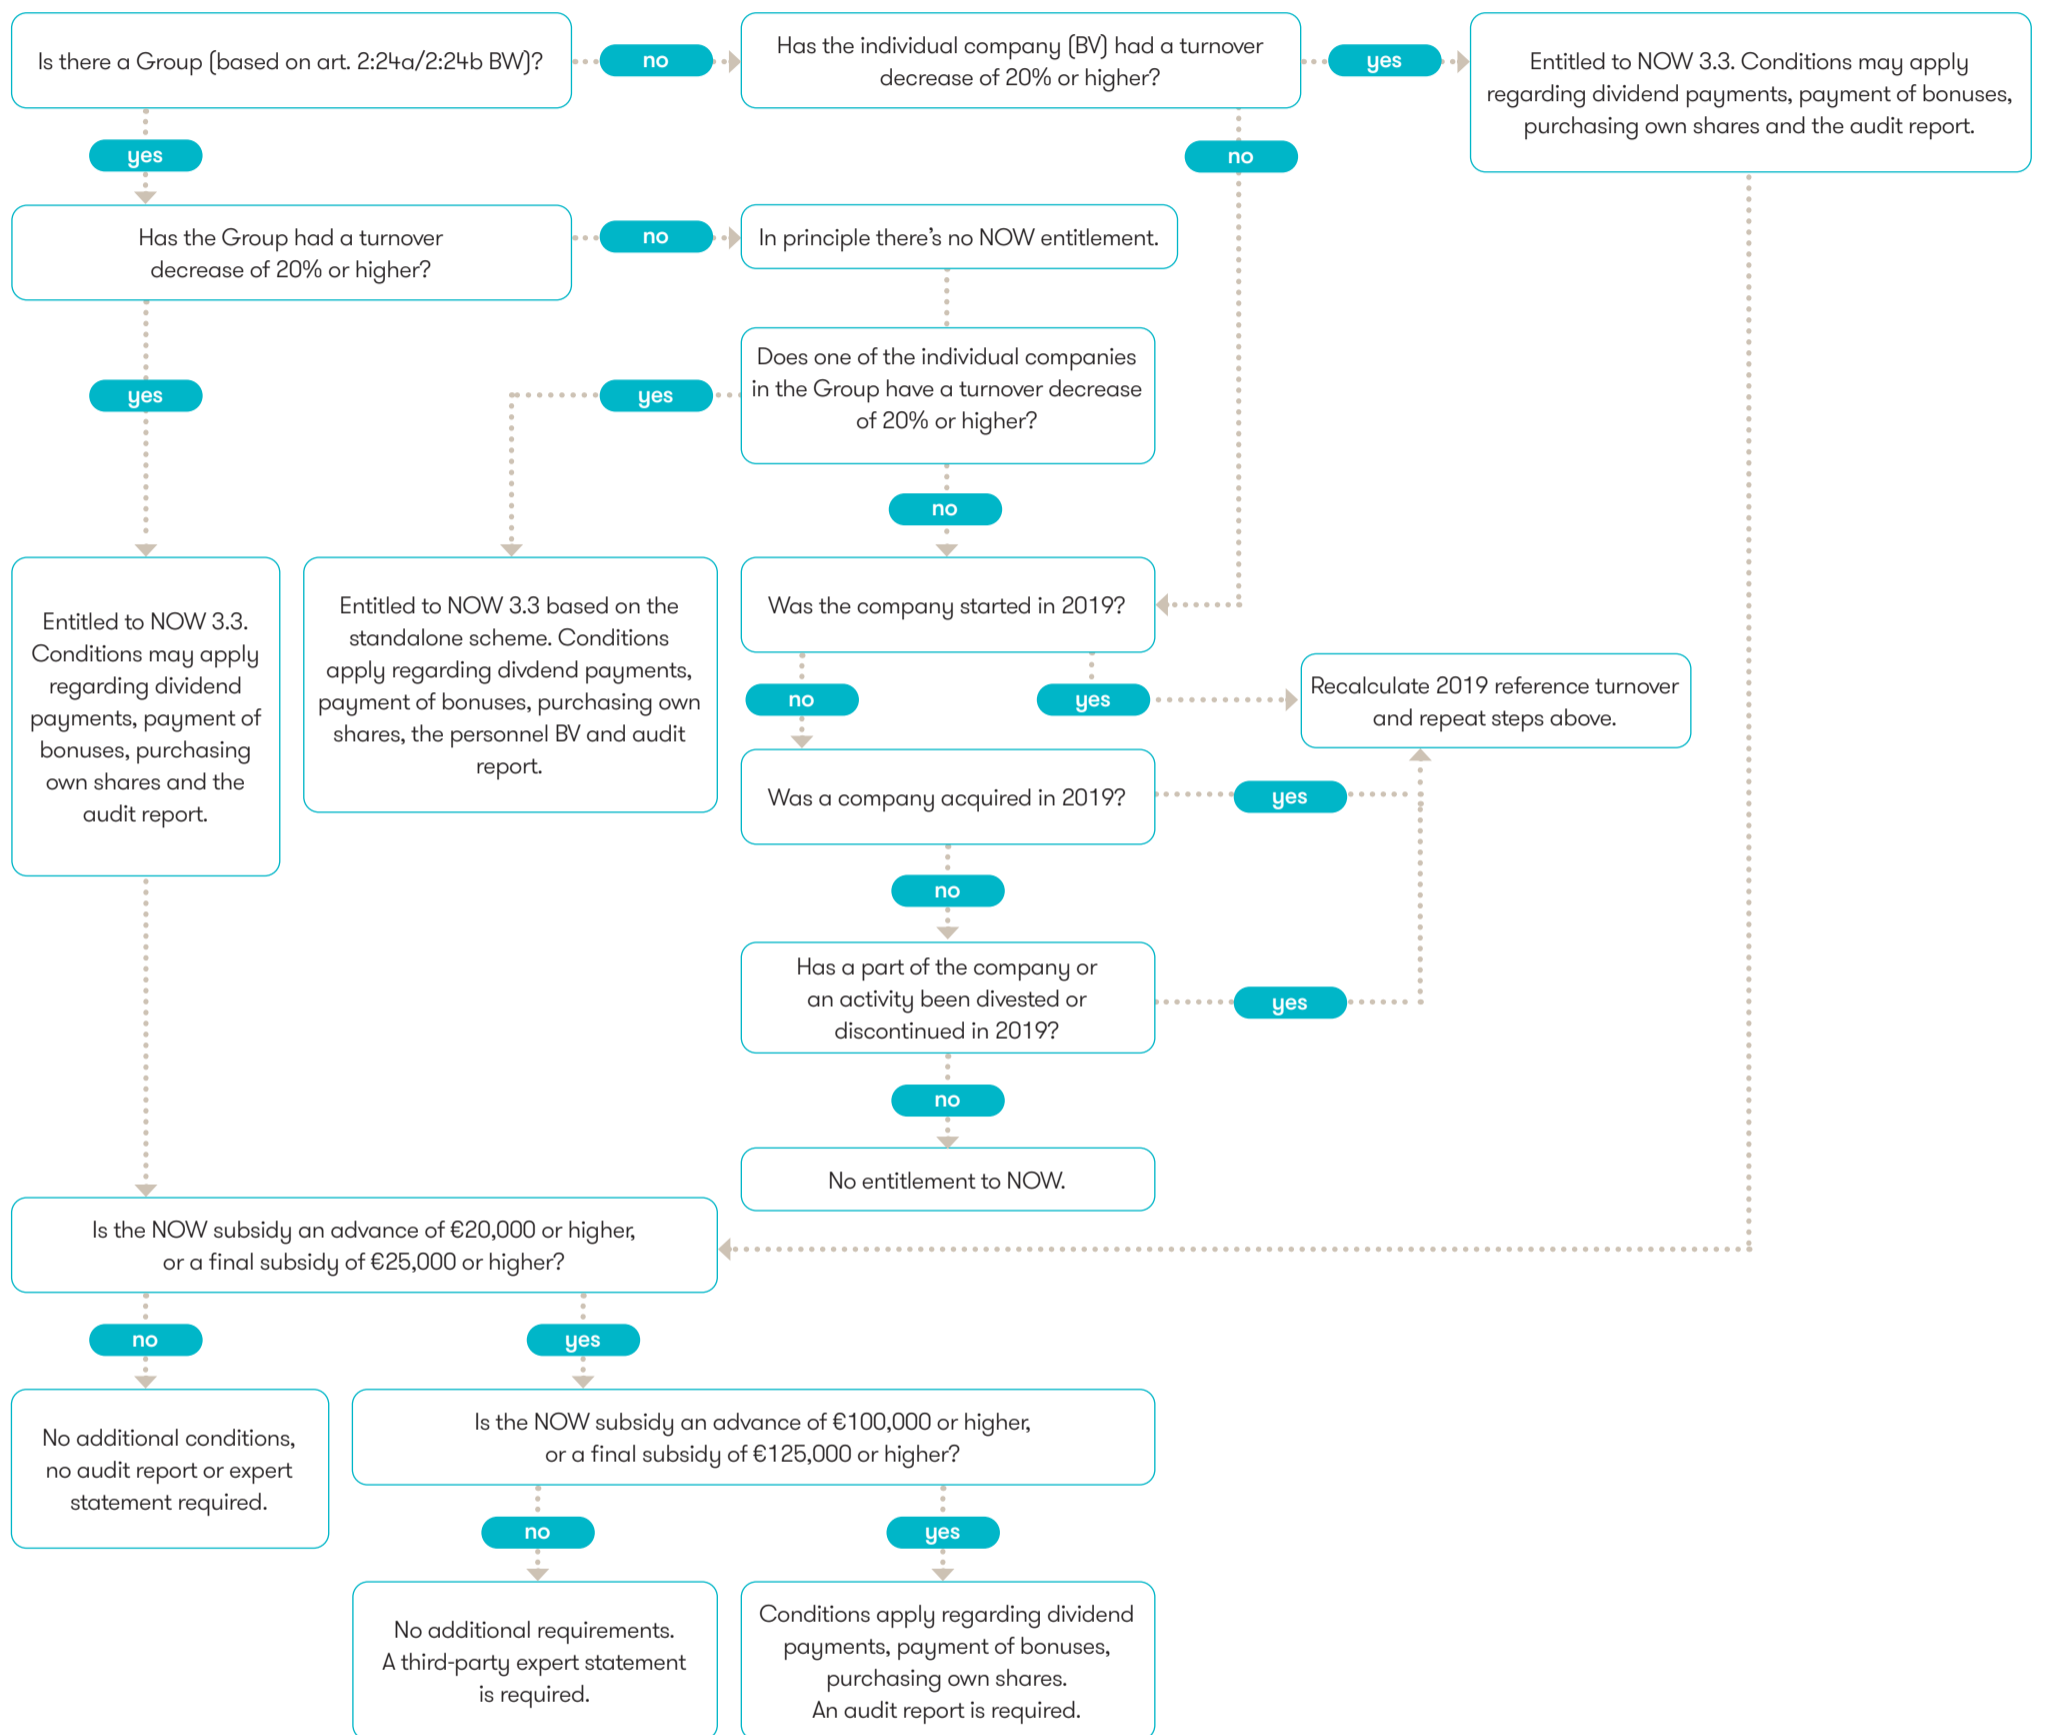 Is there a Group (based on art. 2:24a/2:24b BW)?
no
Has the individual company (BV) had a turnover
decrease of 20% or higher?
yes
Entitled to NOW 3.3. Conditions may apply
regarding dividend payments, payment of bonuses,
purchasing own shares and the audit report.
yes
no
Has the Group had a turnover
decrease of 20% or higher?
no
In principle there's no NOW entitlement.
Does one of the individual companies
in the Group have a turnover decrease
of 20% or higher?
yes
yes
no
Entitled to NOW 3.3.
Conditions may apply
regarding dividend
payments, payment of
bonuses, purchasing
own shares and the
audit report.
Entitled to NOW 3.3 based on the
standalone scheme. Conditions
apply regarding divdend payments,
payment of bonuses, purchasing own
shares, the personnel BV and audit
report.
Was the company started in 2019?
no
yes
Recalculate 2019 reference turnover
and repeat steps above.
Was a company acquired in 2019?
yes
no
Has a part of the company or
an activity been divested or
discontinued in 2019?
yes
no
No entitlement to NOW.
Is the NOW subsidy an advance of €20,000 or higher,
or a final subsidy of €25,000 or higher?
no
yes
No additional conditions,
no audit report or expert
statement required.
Is the NOW subsidy an advance of €100,000 or higher,
or a final subsidy of €125,000 or higher?
no
yes
No additional requirements.
A third-party expert statement
is required.
Conditions apply regarding dividend
payments, payment of bonuses,
purchasing own shares.
An audit report is required.